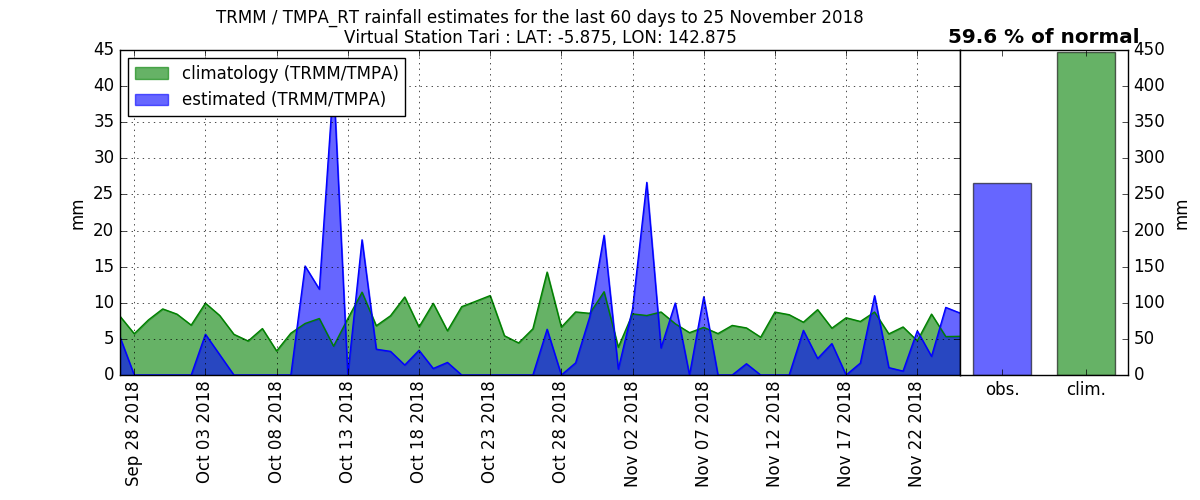 TRMM / TMPA_RT rainfall estimates for the last 60 days to 25 November 2018
Virtual Station Tari : LAT: -5.875, LON: 142.875
59.6 % of normal
climatology (TRMM/TMPA)
estimated (TRMM/TMPA)
45
40
35
30
25
20
15
10
5
0
mm
Sep 28 2018
Oct 03 2018
Oct 08 2018
Oct 13 2018
Oct 18 2018
Oct 23 2018
Oct 28 2018
Nov 02 2018
Nov 07 2018
Nov 12 2018
Nov 17 2018
Nov 22 2018
obs.
clim.
450
400
350
300
250
200
150
100
50
0
mm